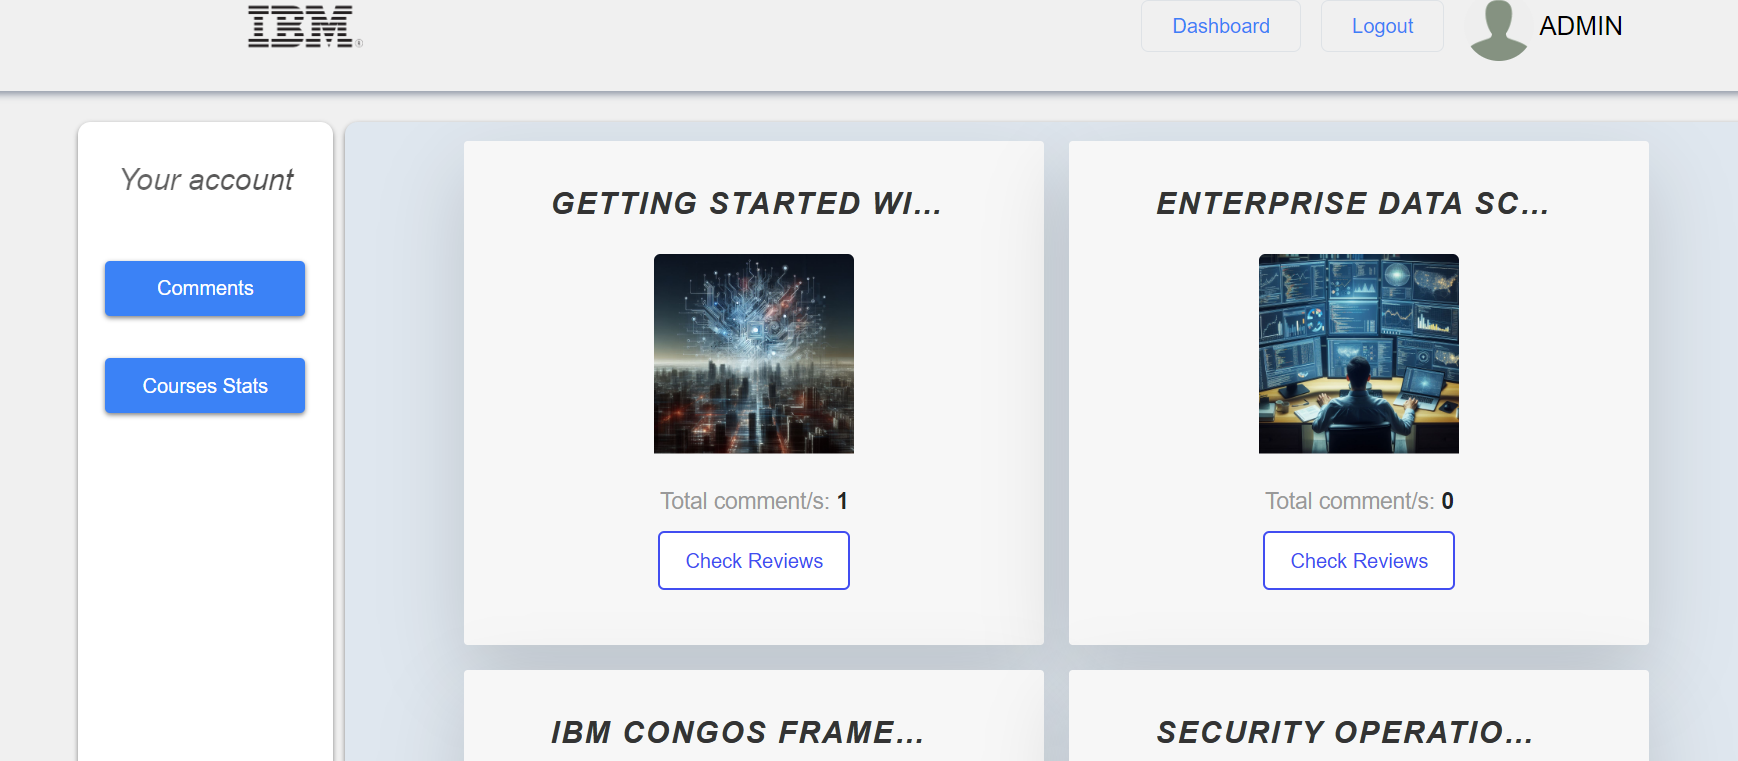 IBM
Dashboard
Logout
ADMIN
Your account
Comments
Courses Stats
GETTING STARTED WI...
Total comment/s: 1
Check Reviews
ENTERPRISE DATA SC...
Total comment/s: 0
Check Reviews
IBM CONGOS FRAME...
SECURITY OPERATIO...